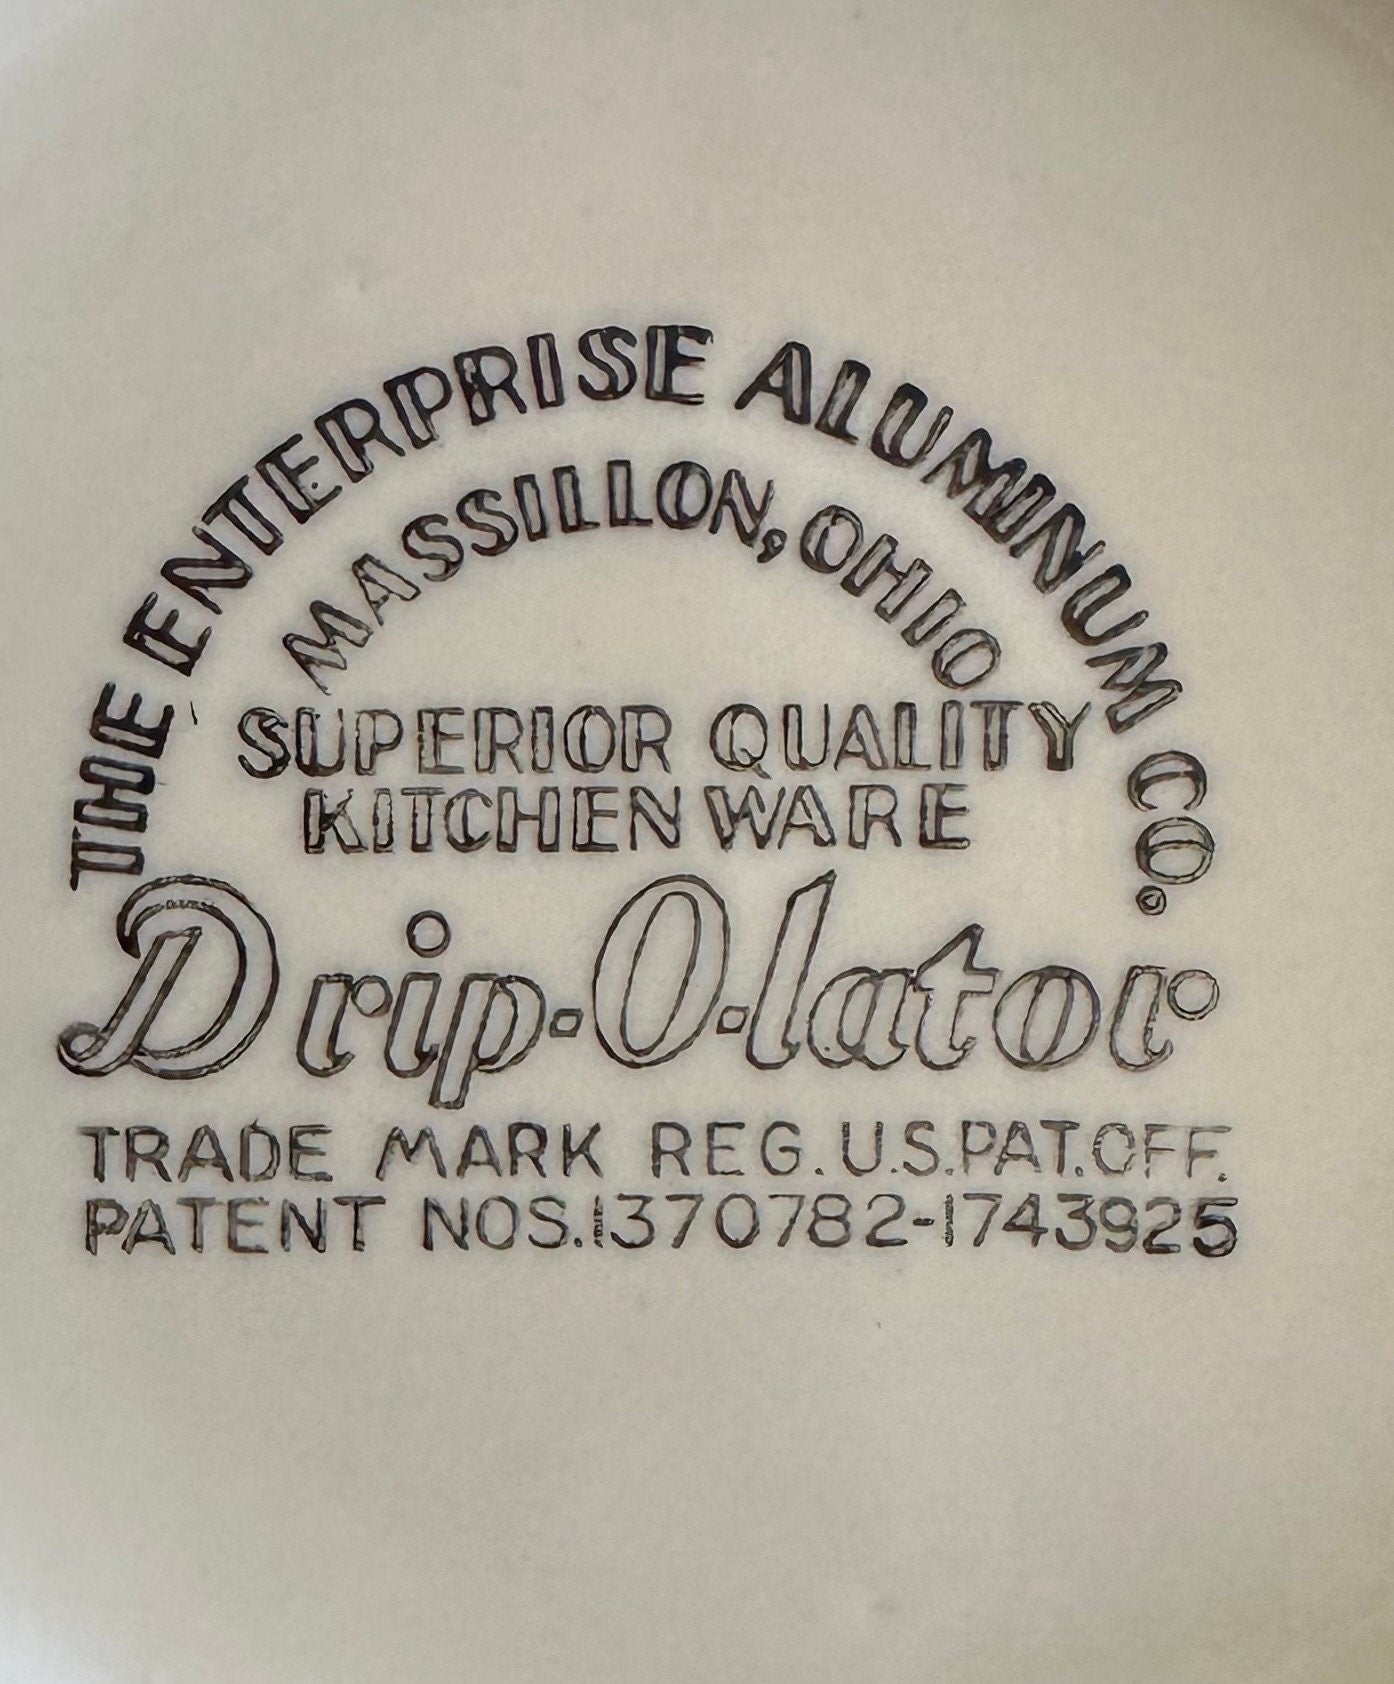 THE ENTERPRISE ALUMINUM CO.
MASSILLON, OHIO
SUPERIOR QUALITY
KITCHEN WARE
Drip-O-lator
TRADE MARK REG. U.S. PAT. OFF.
PATENT NOS. 1370782-1743925